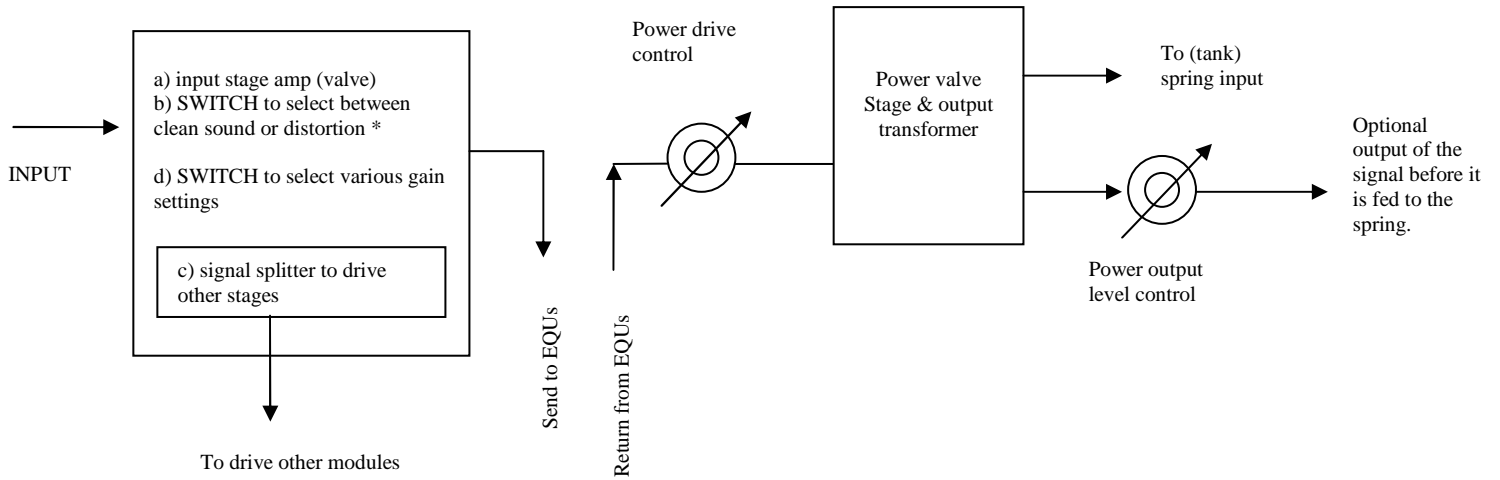 INPUT
a) input stage amp (valve)
b) SWITCH to select between
clean sound or distortion *
d) SWITCH to select various gain
settings
c) signal splitter to drive
other stages
To drive other modules
Send to EQUs
Return from EQUs
Power drive
control
Power valve
Stage & output
transformer
To (tank)
spring input
Power output
level control
Optional
output of the
signal before it
is fed to the
spring.